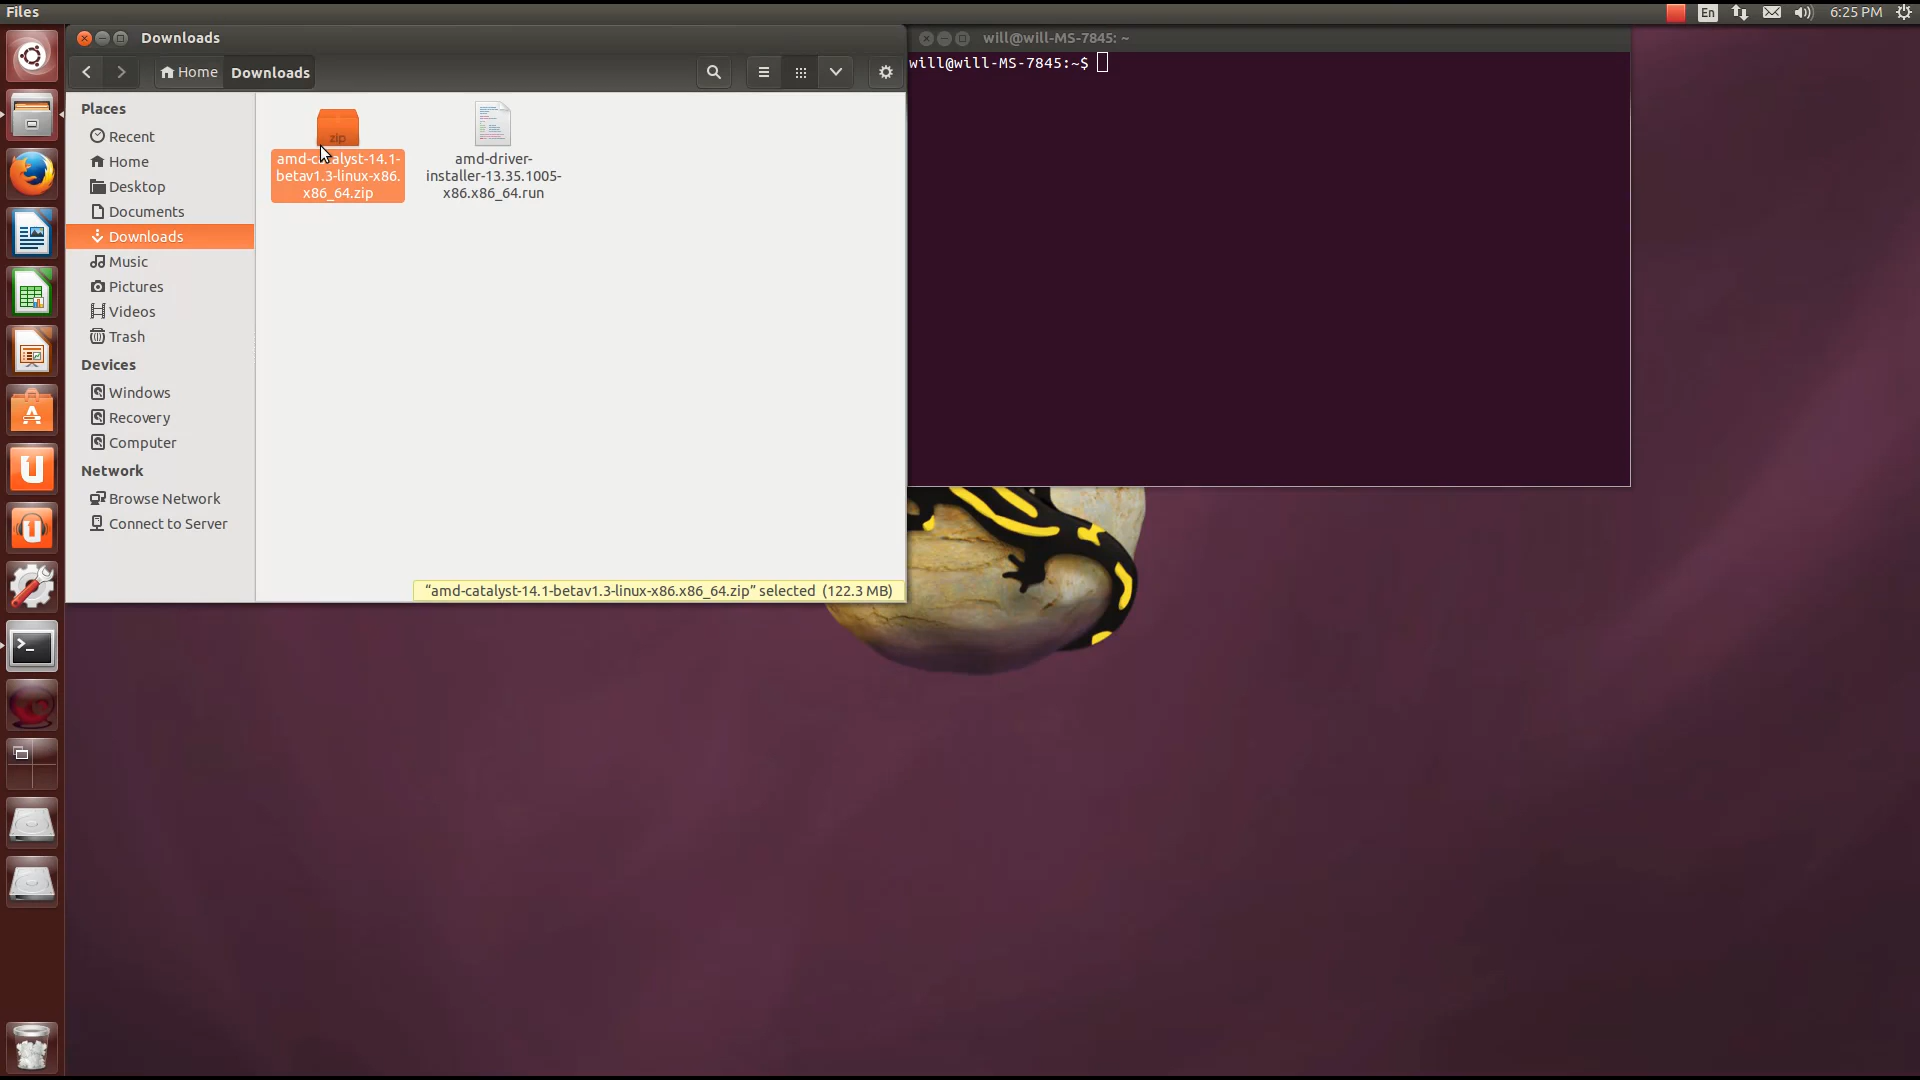 Files
En
6:25 PM
Downloads
will@will-MS-7845: ~
Home
Downloads
will@will-MS-7845:~$
Places
Recent
Home
Desktop
Documents
Downloads
Music
Pictures
Videos
Trash
Devices
Windows
Recovery
Computer
Network
Browse Network
Connect to Server
zip
amd-catalyst-14.1-
betav1.3-linux-x86.
x86_64.zip
amd-driver-
installer-13.35.1005-
x86.x86_64.run
“amd-catalyst-14.1-betav1.3-linux-x86.x86_64.zip” selected (122.3 MB)